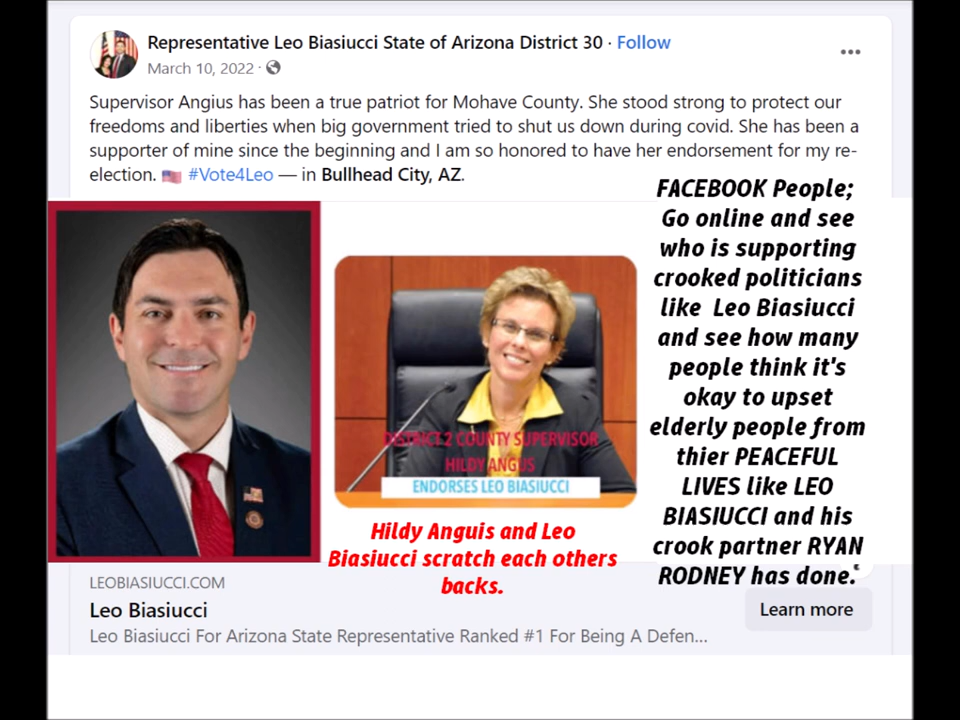 Representative Leo Biasiucci State of Arizona District 30 · Follow
March 10, 2022 ·
Supervisor Angius has been a true patriot for Mohave County. She stood strong to protect our
freedoms and liberties when big government tried to shut us down during covid. She has been a
supporter of mine since the beginning and I am so honored to have her endorsement for my re-
election. 🇺🇸 #Vote4Leo — in Bullhead City, AZ.
FACEBOOK People;
Go online and see
who is supporting
crooked politicians
like Leo Biasiucci
and see how many
people think it's
okay to upset
elderly people from
thier PEACEFUL
LIVES like LEO
BIASIUCCI and his
crook partner RYAN
RODNEY has done.
DISTRICT 2 COUNTY SUPERVISOR
HILDY ANGUS
ENDORSES LEO BIASIUCCI
Hildy Anguis and Leo
Biasiucci scratch each others
backs.
LEOBIASIUCCI.COM
Leo Biasiucci
Leo Biasiucci For Arizona State Representative Ranked #1 For Being A Defen...
Learn more